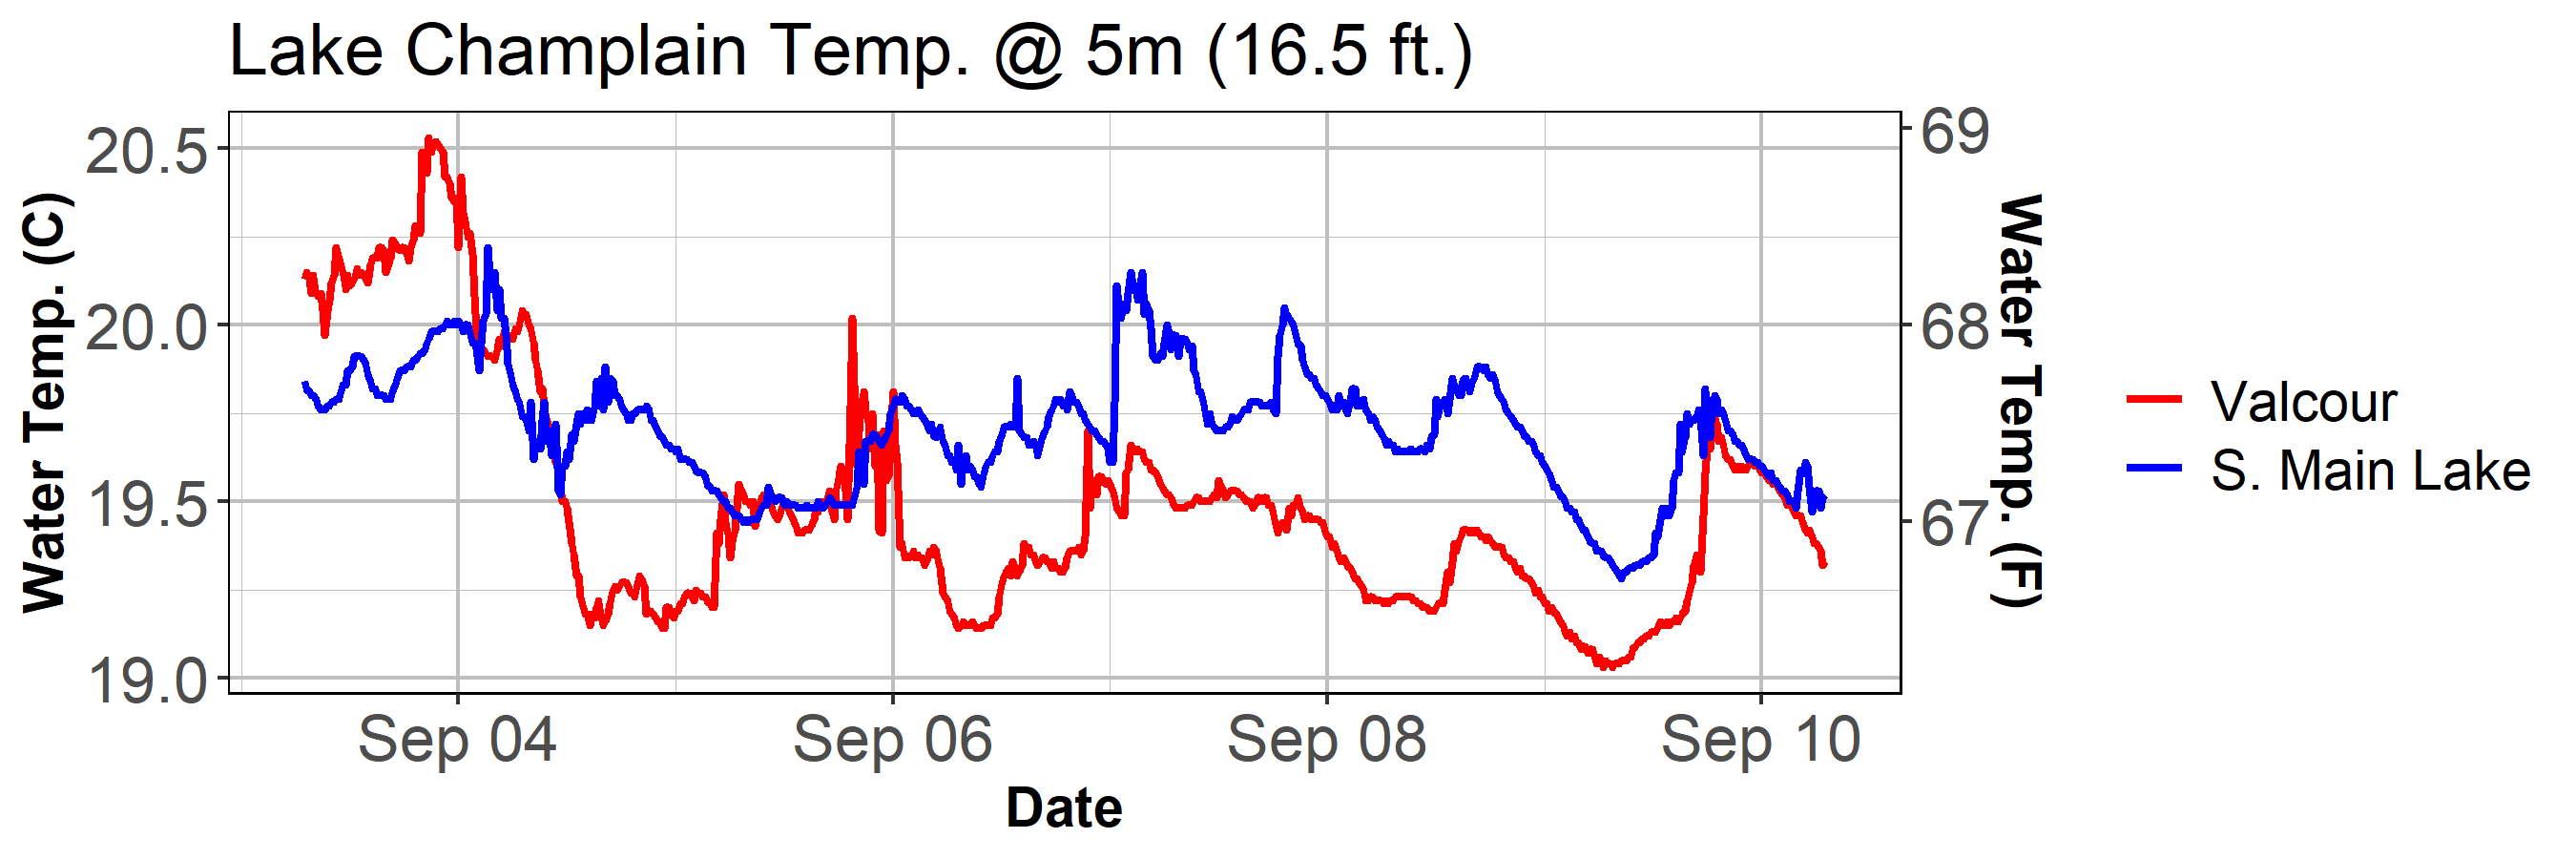 Lake Champlain Temp. @ 5m (16.5 ft.)
Water Temp. (C)
20.5
20.0
19.5
19.0
69
68
67
Water Temp. (F)
Sep 04
Sep 06
Sep 08
Sep 10
Date
Valcour
S. Main Lake